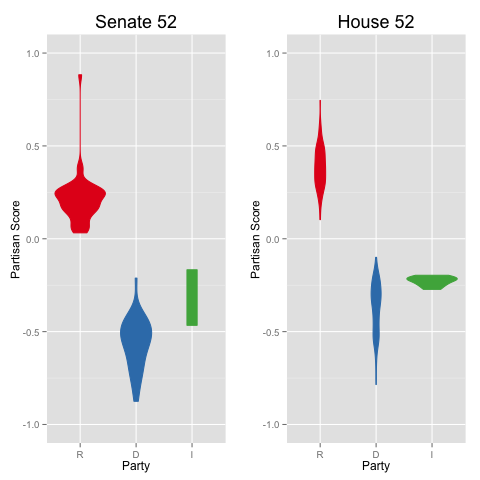 Senate 52
Partisan Score
1.0
0.5
0.0
-0.5
-1.0
R D I
Party
House 52
Partisan Score
1.0
0.5
0.0
-0.5
-1.0
R D I
Party